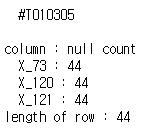 #T010305
column : null count
X_73 : 44
X_120 : 44
X_121 : 44
length of row : 44